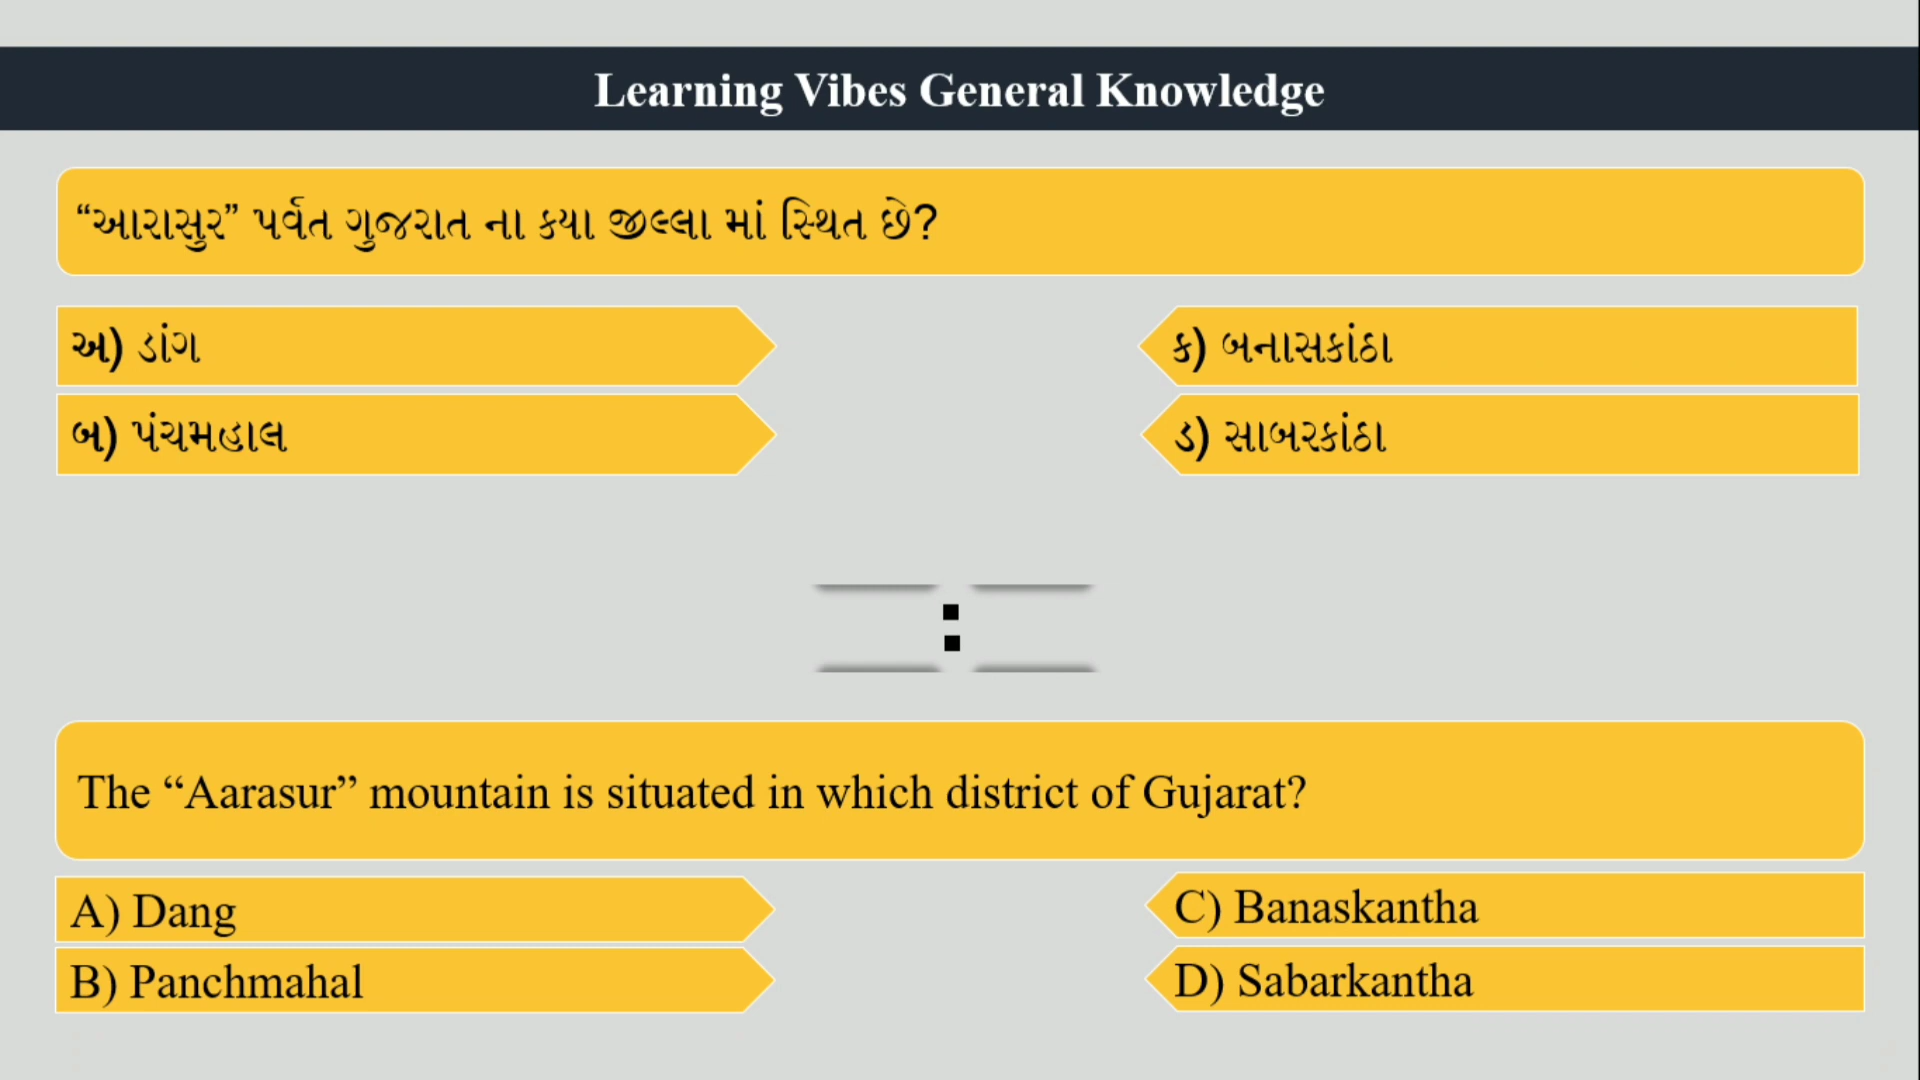 Learning Vibes General Knowledge
“આરાસુર” પર્વત ગુજરાત ના કયા જીલ્લા માં સ્થિત છે?
અ) ડાંગ
બ) પંચમહાલ
ક) બનાસકાંઠા
ડ) સાબરકાંઠા
:
The “Aarasur” mountain is situated in which district of Gujarat?
A) Dang
B) Panchmahal
C) Banaskantha
D) Sabarkantha